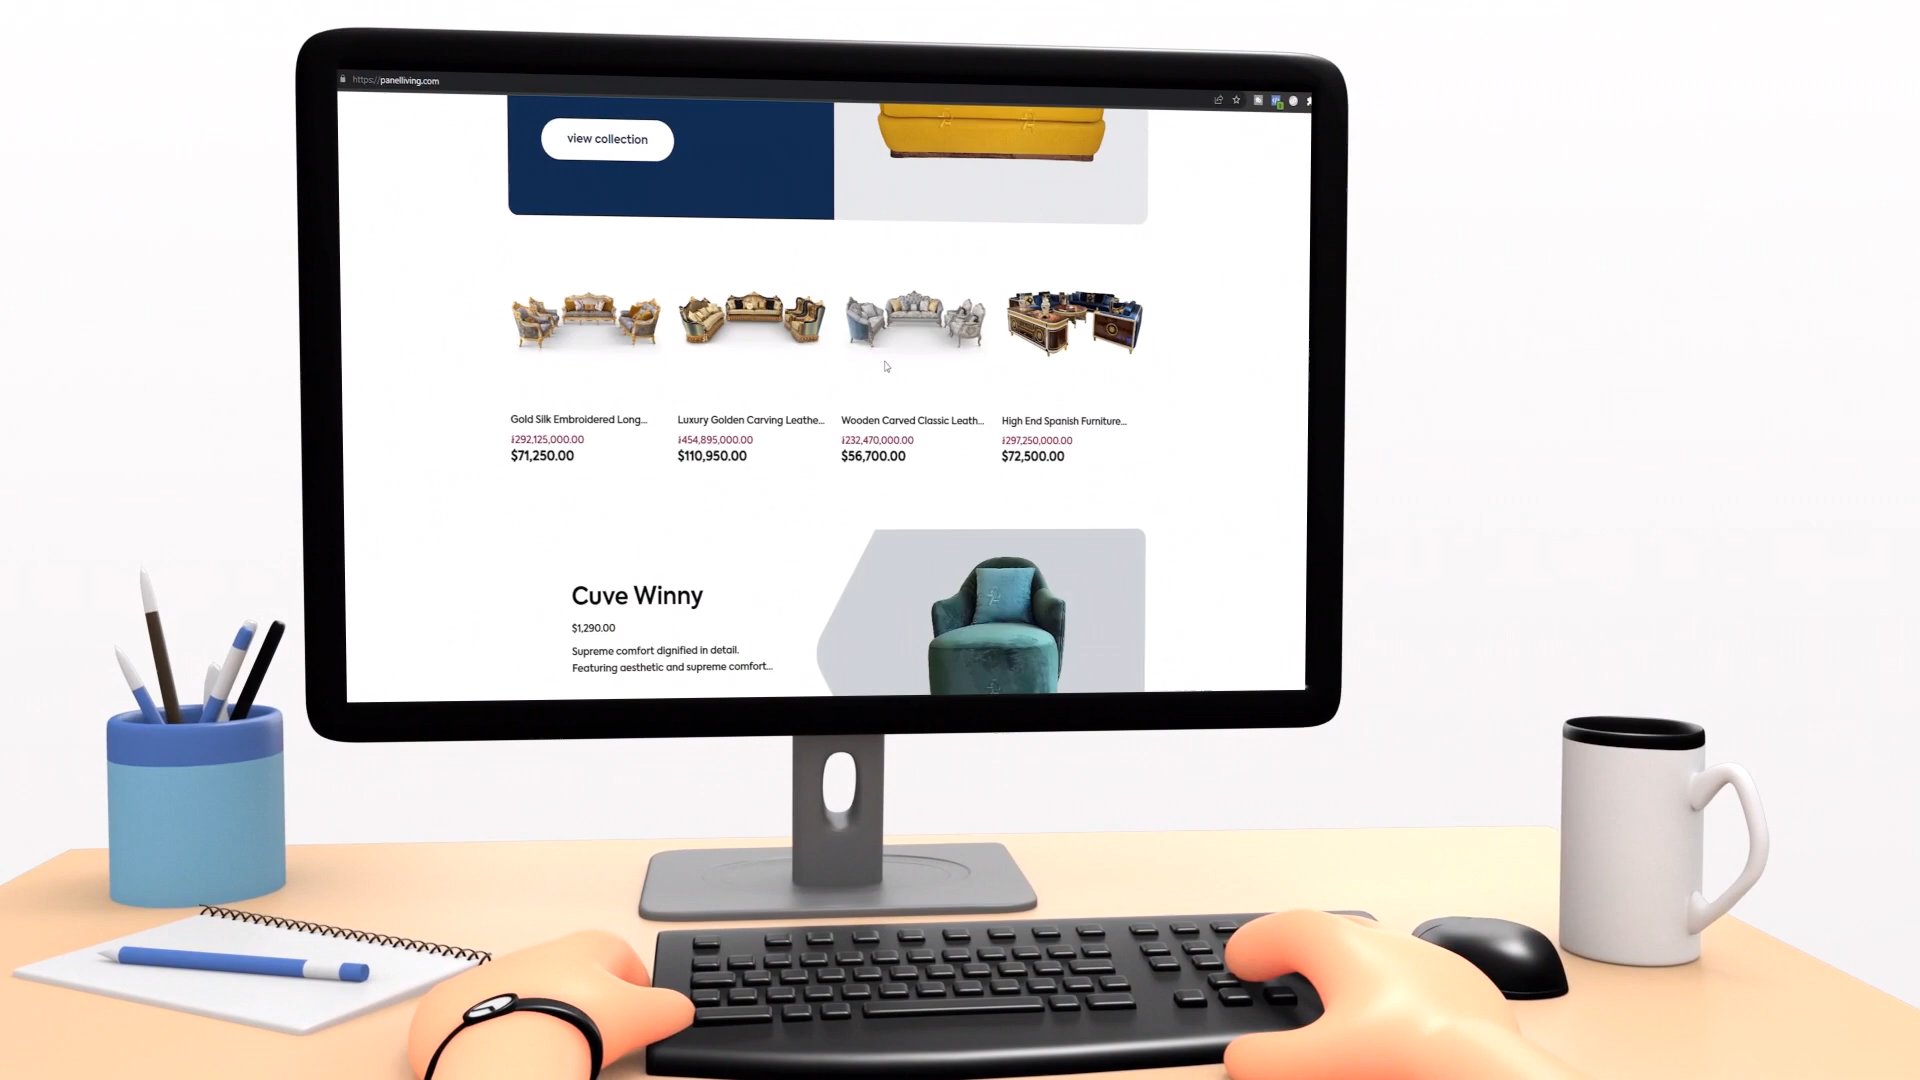 https://panelliving.com
view collection
Gold Silk Embroidered Long...
Luxury Golden Carving Leathe...
Wooden Carved Classic Leath...
High End Spanish Furniture...
292,125,000.00
454,895,000.00
232,470,000.00
297,250,000.00
$71,250.00
$110,950.00
$56,700.00
$72,500.00
Cuve Winny
$1,290.00
Supreme comfort dignified in detail.
Featuring aesthetic and supreme comfort...